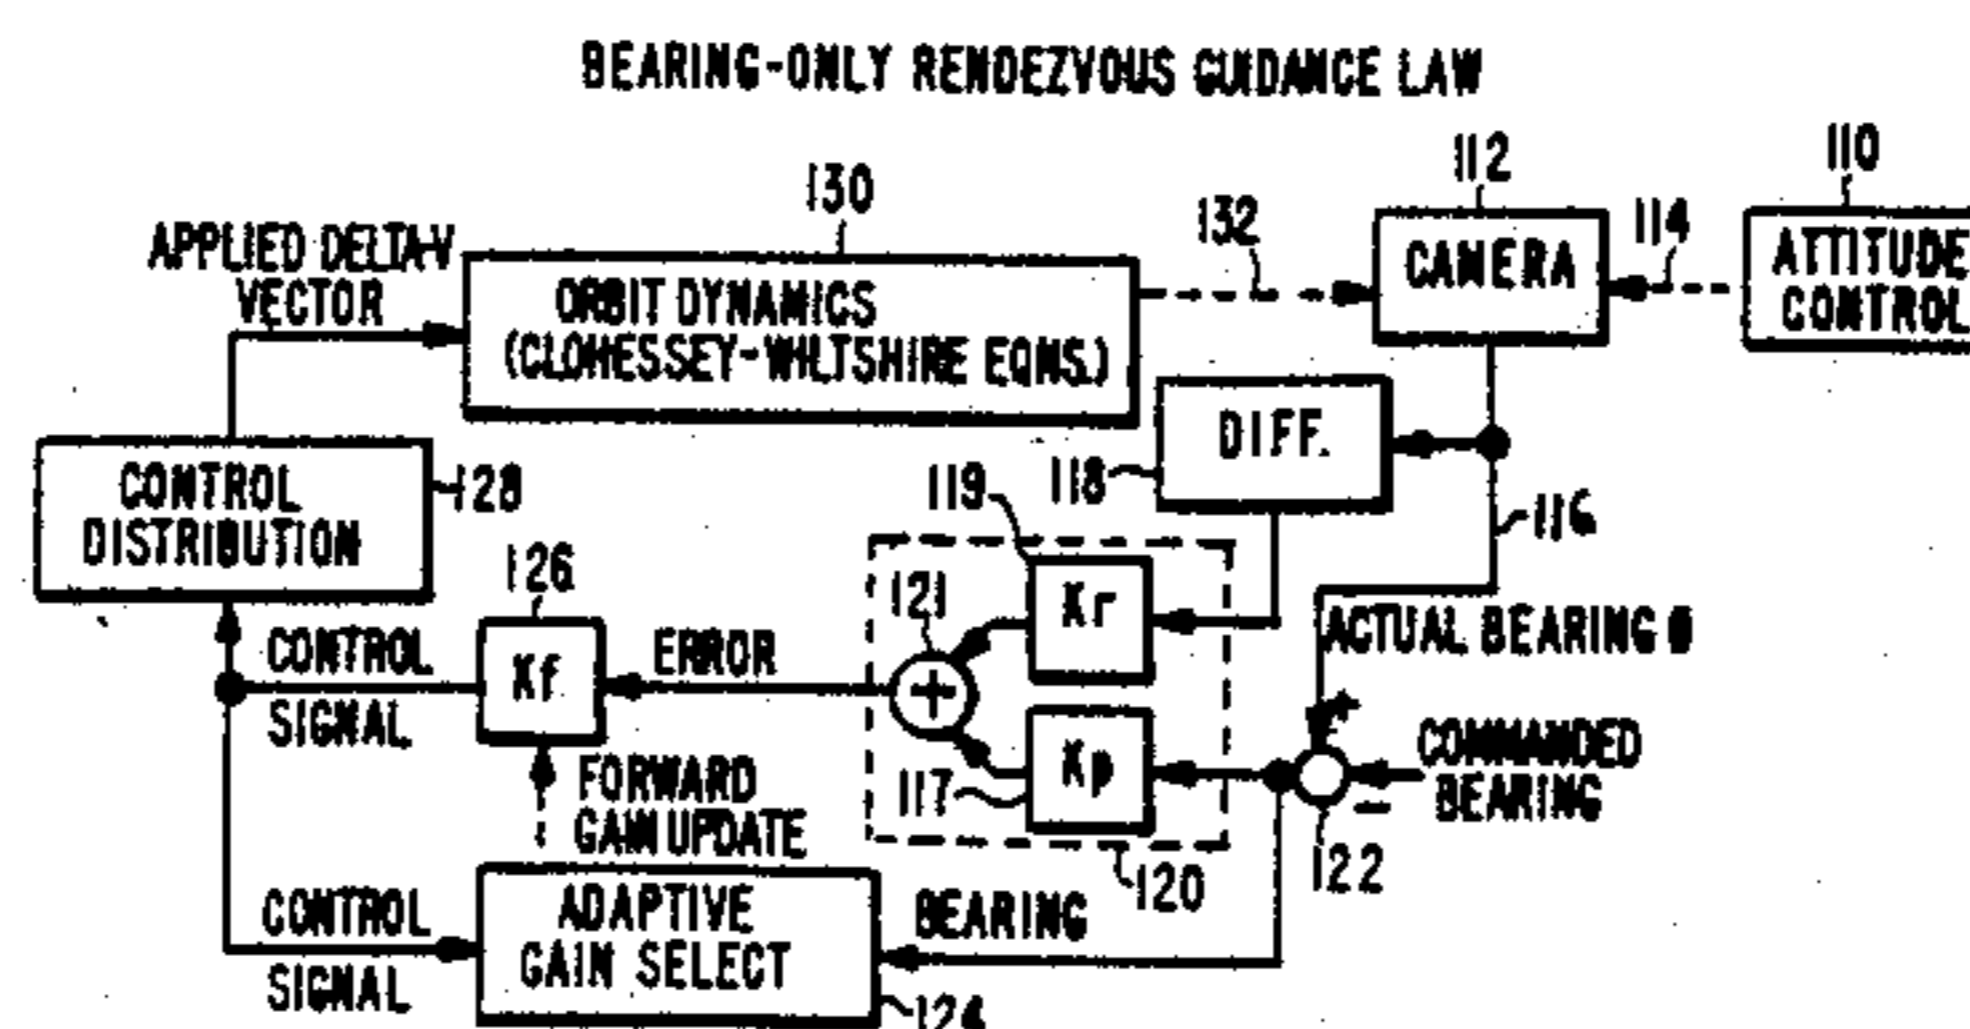 BEARING-ONLY RENDEZVOUS GUIDANCE LAW
112
110
130
132
114
APPLIED DELTA-V
VECTOR
ORBIT DYNAMICS
(CLOHESSEY-WILTSHIRE EQNS.)
CAMERA
ATTITUDE
CONTROL
DIFF.
118
119
116
CONTROL
DISTRIBUTION
128
126
121
Kr
ACTUAL BEARING θ
CONTROL
SIGNAL
Kf
ERROR
+
+
Kp
117
COMMANDED
BEARING
−
122
120
FORWARD
GAIN UPDATE
CONTROL
SIGNAL
ADAPTIVE
GAIN SELECT
BEARING
124